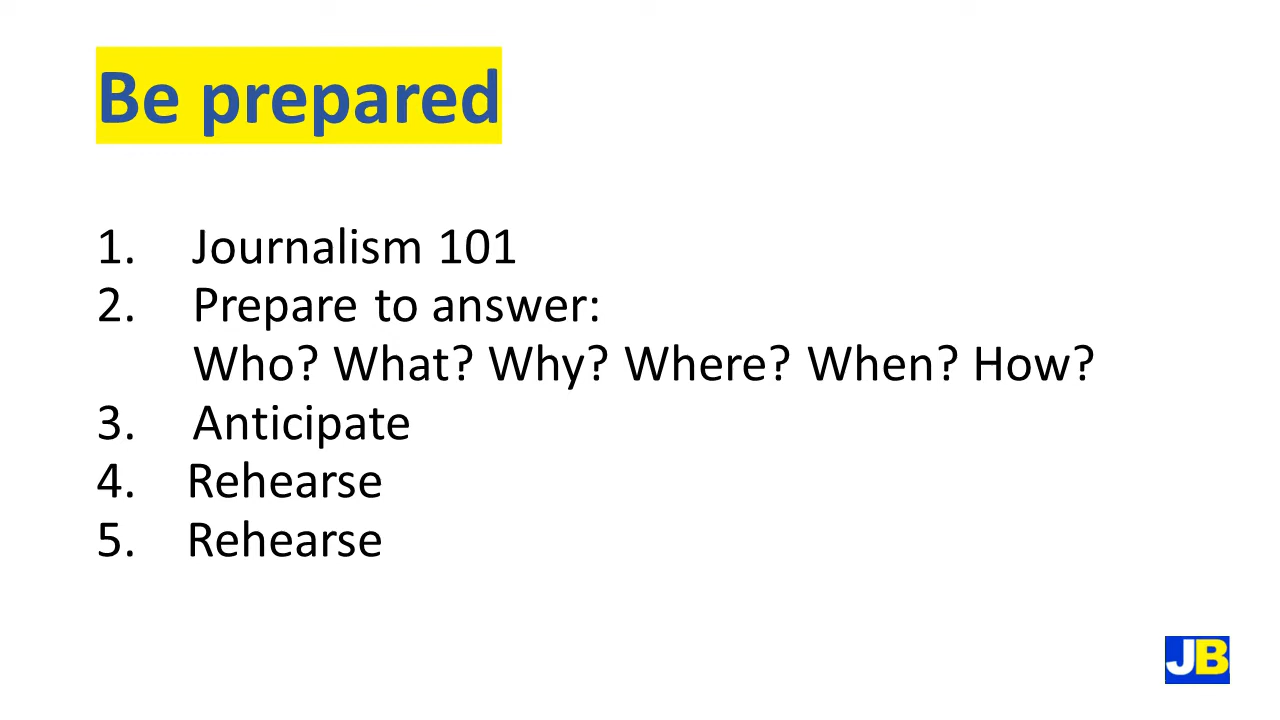 Be prepared
1. Journalism 101
2. Prepare to answer:
Who? What? Why? Where? When? How?
3. Anticipate
4. Rehearse
5. Rehearse
JB